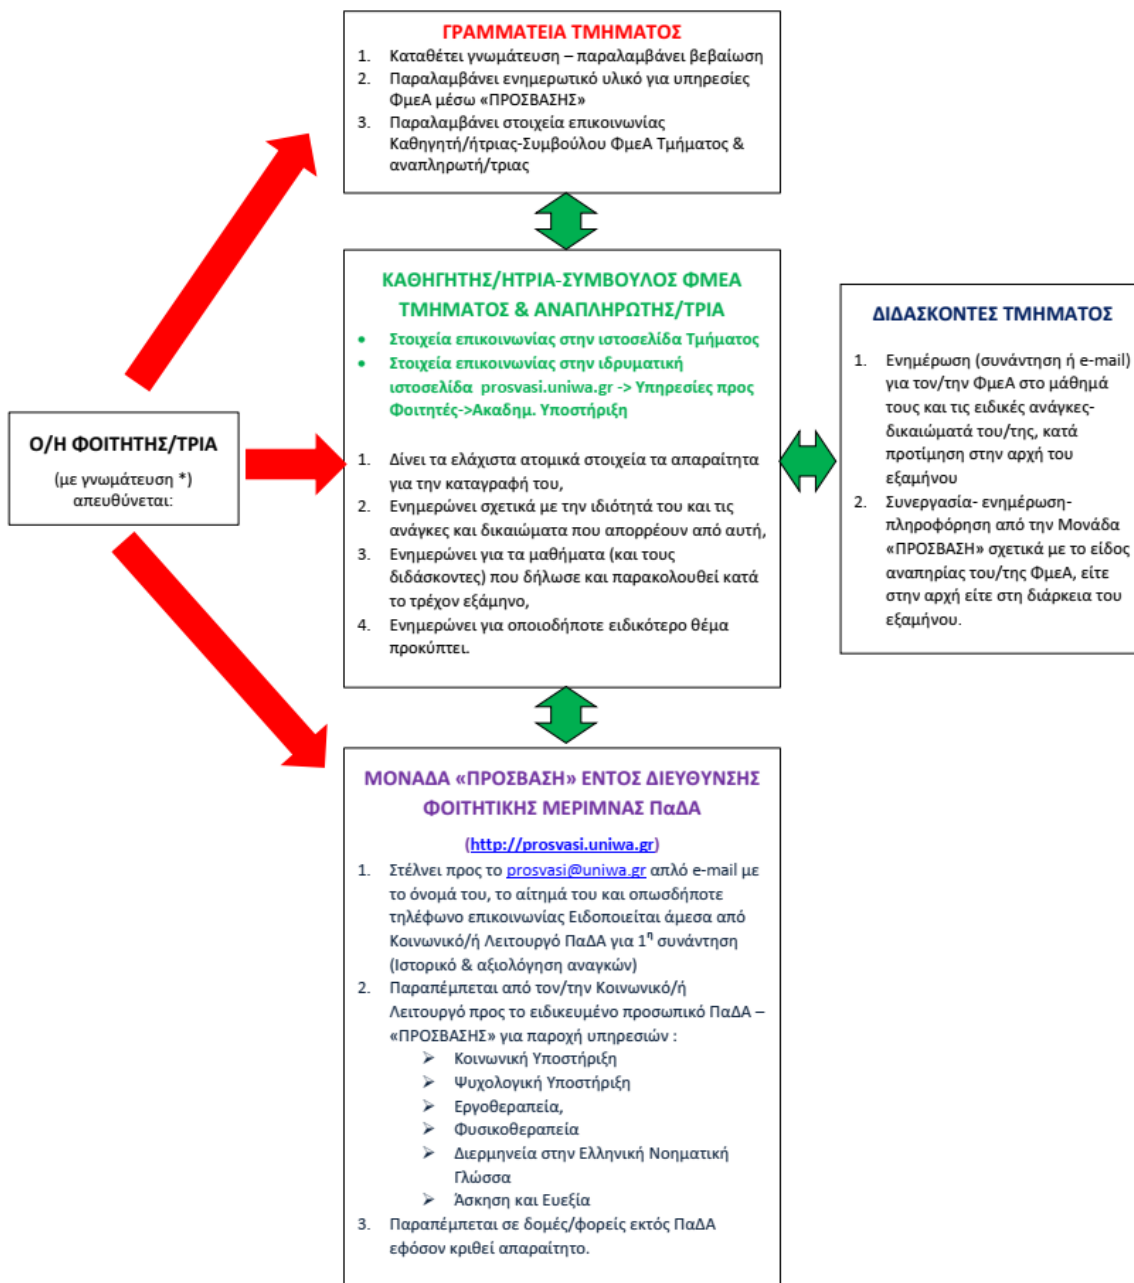 ΓΡΑΜΜΑΤΕΙΑ ΤΜΗΜΑΤΟΣ
1. Καταθέτει γνωμάτευση – παραλαμβάνει βεβαίωση
2. Παραλαμβάνει ενημερωτικό υλικό για υπηρεσίες
ΦμεΑ μέσω «ΠΡΟΣΒΑΣΗΣ»
3. Παραλαμβάνει στοιχεία επικοινωνίας
Καθηγητή/ήτριας-Συμβούλου ΦμεΑ Τμήματος &
αναπληρωτή/τριας
Ο/Η ΦΟΙΤΗΤΗΣ/ΤΡΙΑ
(με γνωμάτευση *)
απευθύνεται:
ΚΑΘΗΓΗΤΗΣ/ΗΤΡΙΑ-ΣΥΜΒΟΥΛΟΣ ΦΜΕΑ
ΤΜΗΜΑΤΟΣ & ΑΝΑΠΛΗΡΩΤΗΣ/ΤΡΙΑ
• Στοιχεία επικοινωνίας στην ιστοσελίδα Τμήματος
• Στοιχεία επικοινωνίας στην ιδρυματική
ιστοσελίδα prosvasi.uniwa.gr -> Υπηρεσίες προς
Φοιτητές->Ακαδημ. Υποστήριξη
1. Δίνει τα ελάχιστα ατομικά στοιχεία τα απαραίτητα
για την καταγραφή του,
2. Ενημερώνει σχετικά με την ιδιότητά του και τις
ανάγκες και δικαιώματα που απορρέουν από αυτή,
3. Ενημερώνει για τα μαθήματα (και τους
διδάσκοντες) που δήλωσε και παρακολουθεί κατά
το τρέχον εξάμηνο,
4. Ενημερώνει για οποιοδήποτε ειδικότερο θέμα
προκύπτει.
ΔΙΔΑΣΚΟΝΤΕΣ ΤΜΗΜΑΤΟΣ
1. Ενημέρωση (συνάντηση ή e-mail)
για τον/την ΦμεΑ στο μάθημά
τους και τις ειδικές ανάγκες-
δικαιώματά του/της, κατά
προτίμηση στην αρχή του
εξαμήνου
2. Συνεργασία- ενημέρωση-
πληροφόρηση από την Μονάδα
«ΠΡΟΣΒΑΣΗ» σχετικά με το είδος
αναπηρίας του/της ΦμεΑ, είτε
στην αρχή είτε στη διάρκεια του
εξαμήνου.
ΜΟΝΑΔΑ «ΠΡΟΣΒΑΣΗ» ΕΝΤΟΣ ΔΙΕΥΘΥΝΣΗΣ
ΦΟΙΤΗΤΙΚΗΣ ΜΕΡΙΜΝΑΣ ΠαΔΑ
(http://prosvasi.uniwa.gr)
1. Στέλνει προς το prosvasi@uniwa.gr απλό e-mail με
το όνομά του, το αίτημά του και οπωσδήποτε
τηλέφωνο επικοινωνίας Ειδοποιείται άμεσα από
Κοινωνικό/ή Λειτουργό ΠαΔΑ για 1η συνάντηση
(Ιστορικό & αξιολόγηση αναγκών)
2. Παραπέμπεται από τον/την Κοινωνικό/ή
Λειτουργό προς το ειδικευμένο προσωπικό ΠαΔΑ –
«ΠΡΟΣΒΑΣΗΣ» για παροχή υπηρεσιών :
➢ Κοινωνική Υποστήριξη
➢ Ψυχολογική Υποστήριξη
➢ Εργοθεραπεία,
➢ Φυσικοθεραπεία
➢ Διερμηνεία στην Ελληνική Νοηματική
Γλώσσα
➢ Άσκηση και Ευεξία
3. Παραπέμπεται σε δομές/φορείς εκτός ΠαΔΑ
εφόσον κριθεί απαραίτητο.